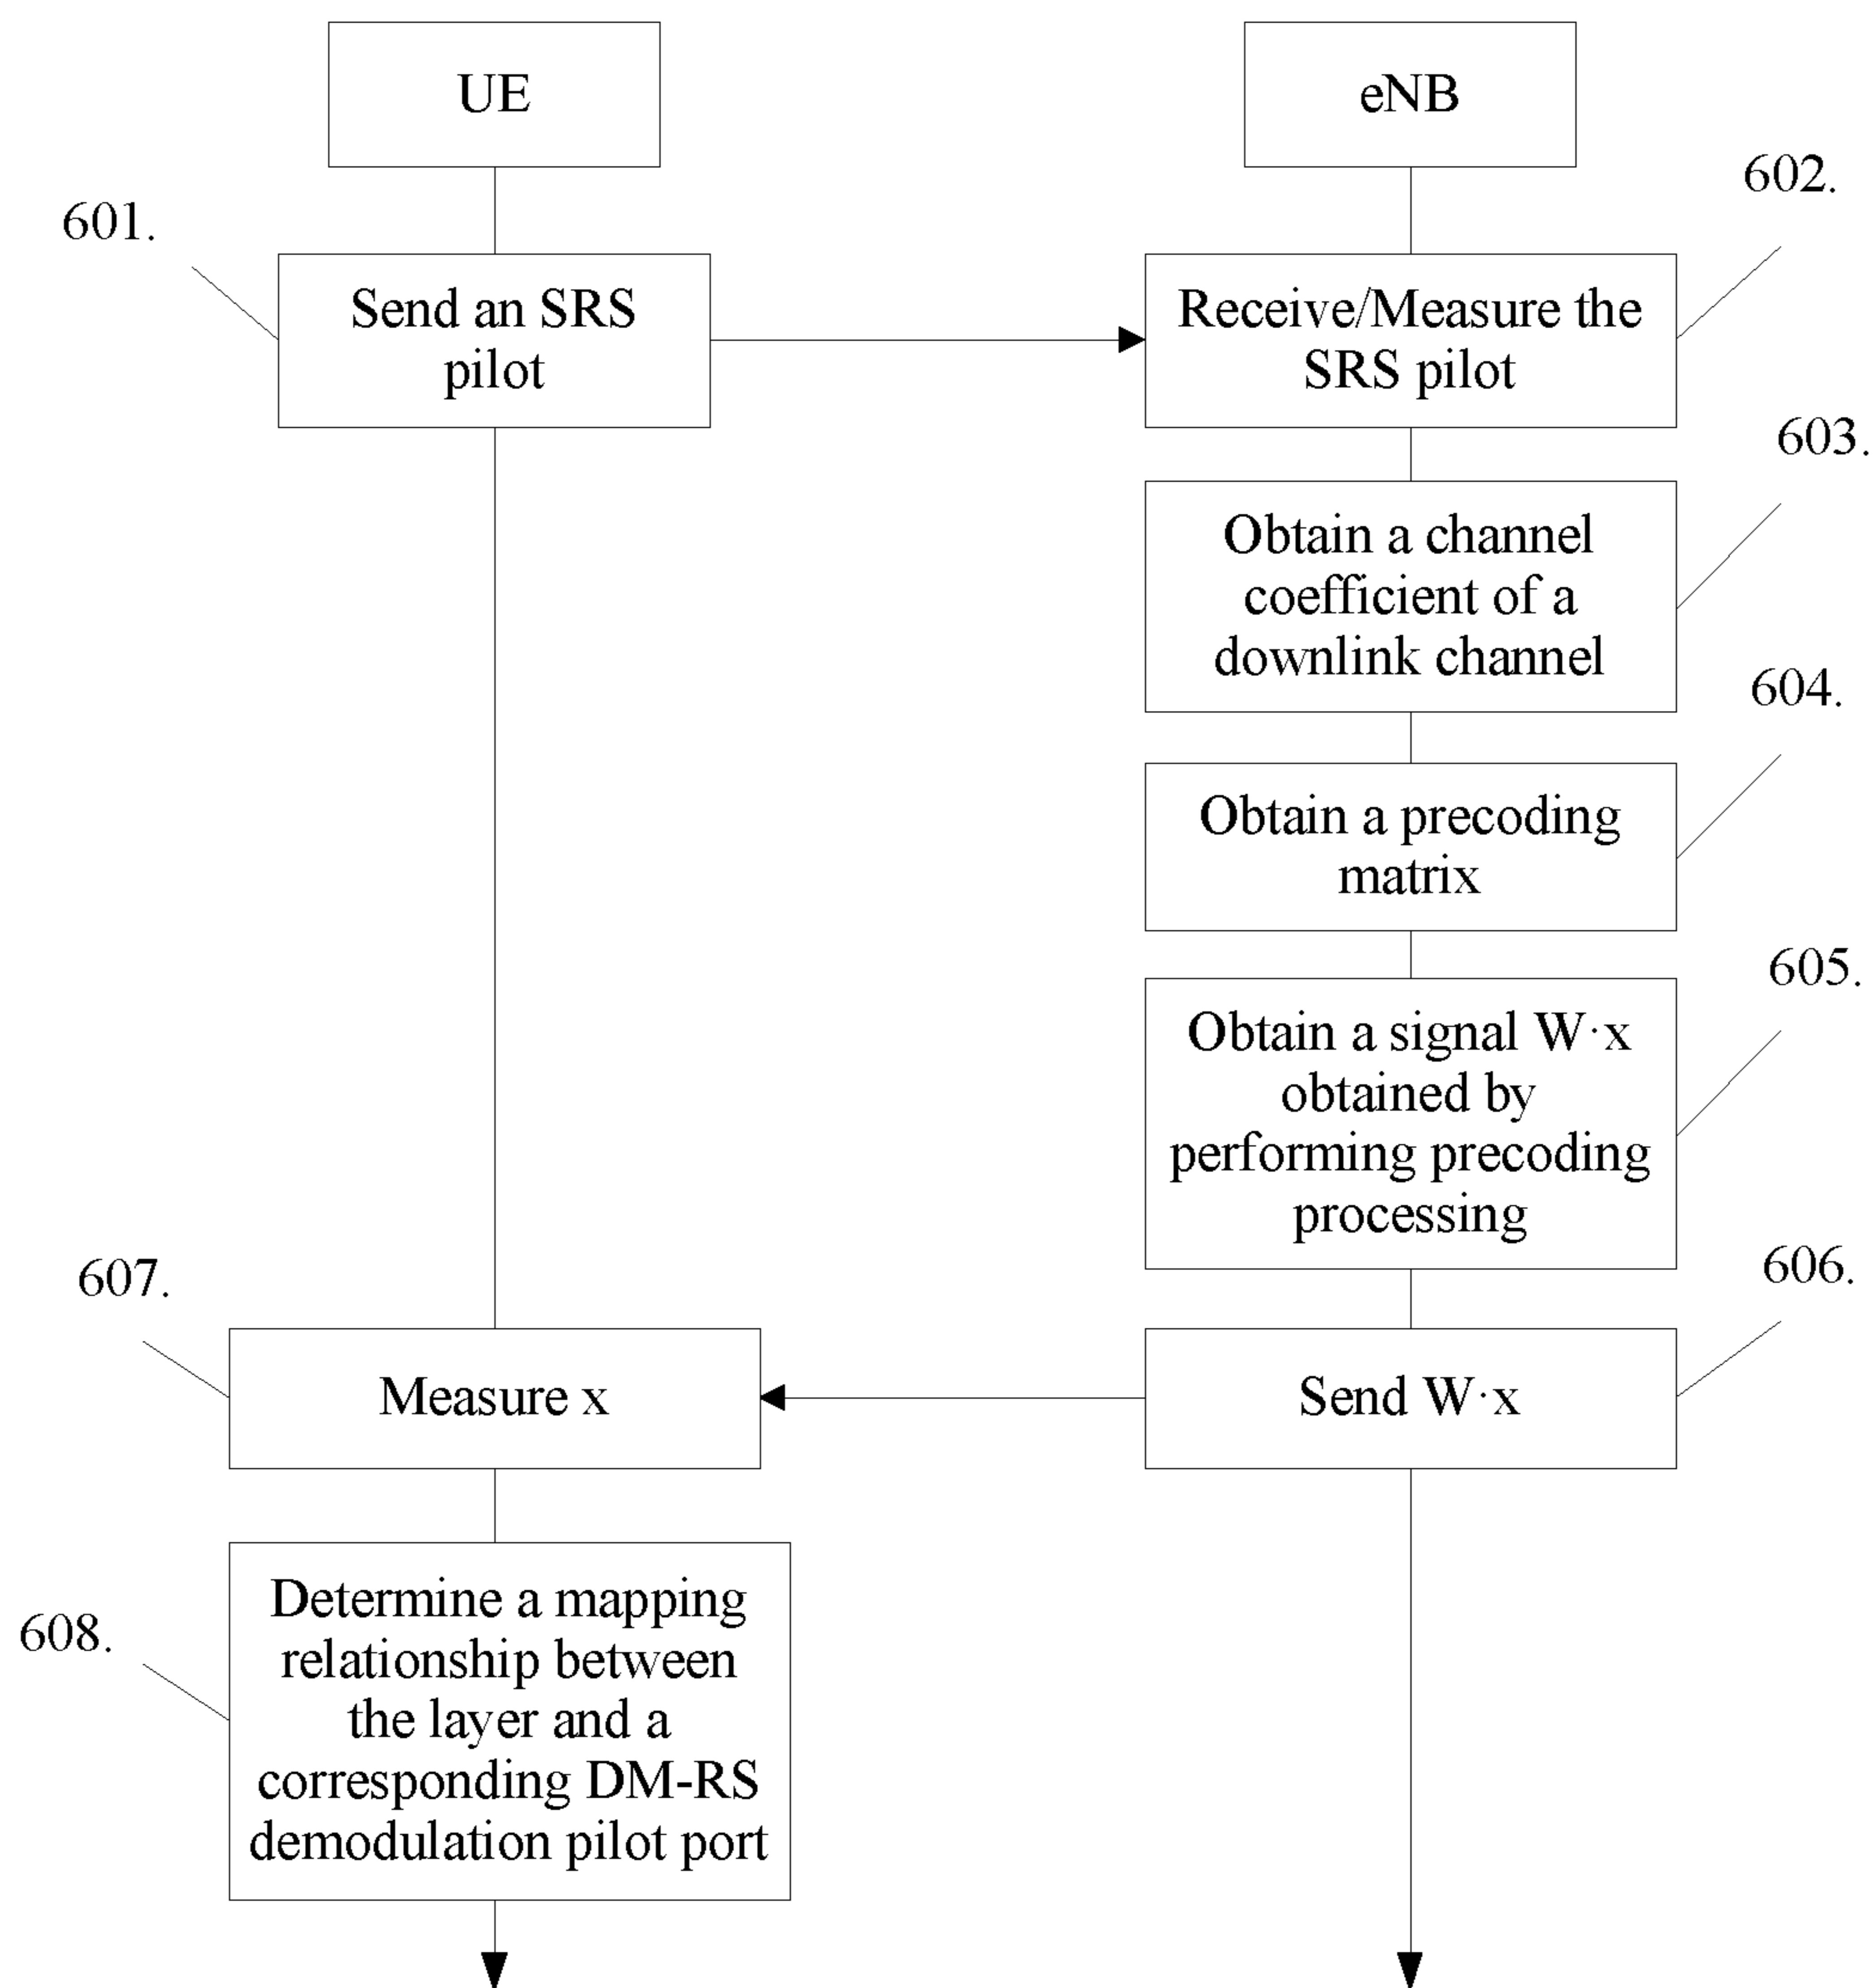 UE
eNB
601.
602.
Send an SRS
pilot
Receive/Measure the
SRS pilot
603.
Obtain a channel
coefficient of a
downlink channel
604.
Obtain a precoding
matrix
605.
Obtain a signal W·x
obtained by
performing precoding
processing
607.
606.
Measure x
Send W·x
608.
Determine a mapping
relationship between
the layer and a
corresponding DM-RS
demodulation pilot port